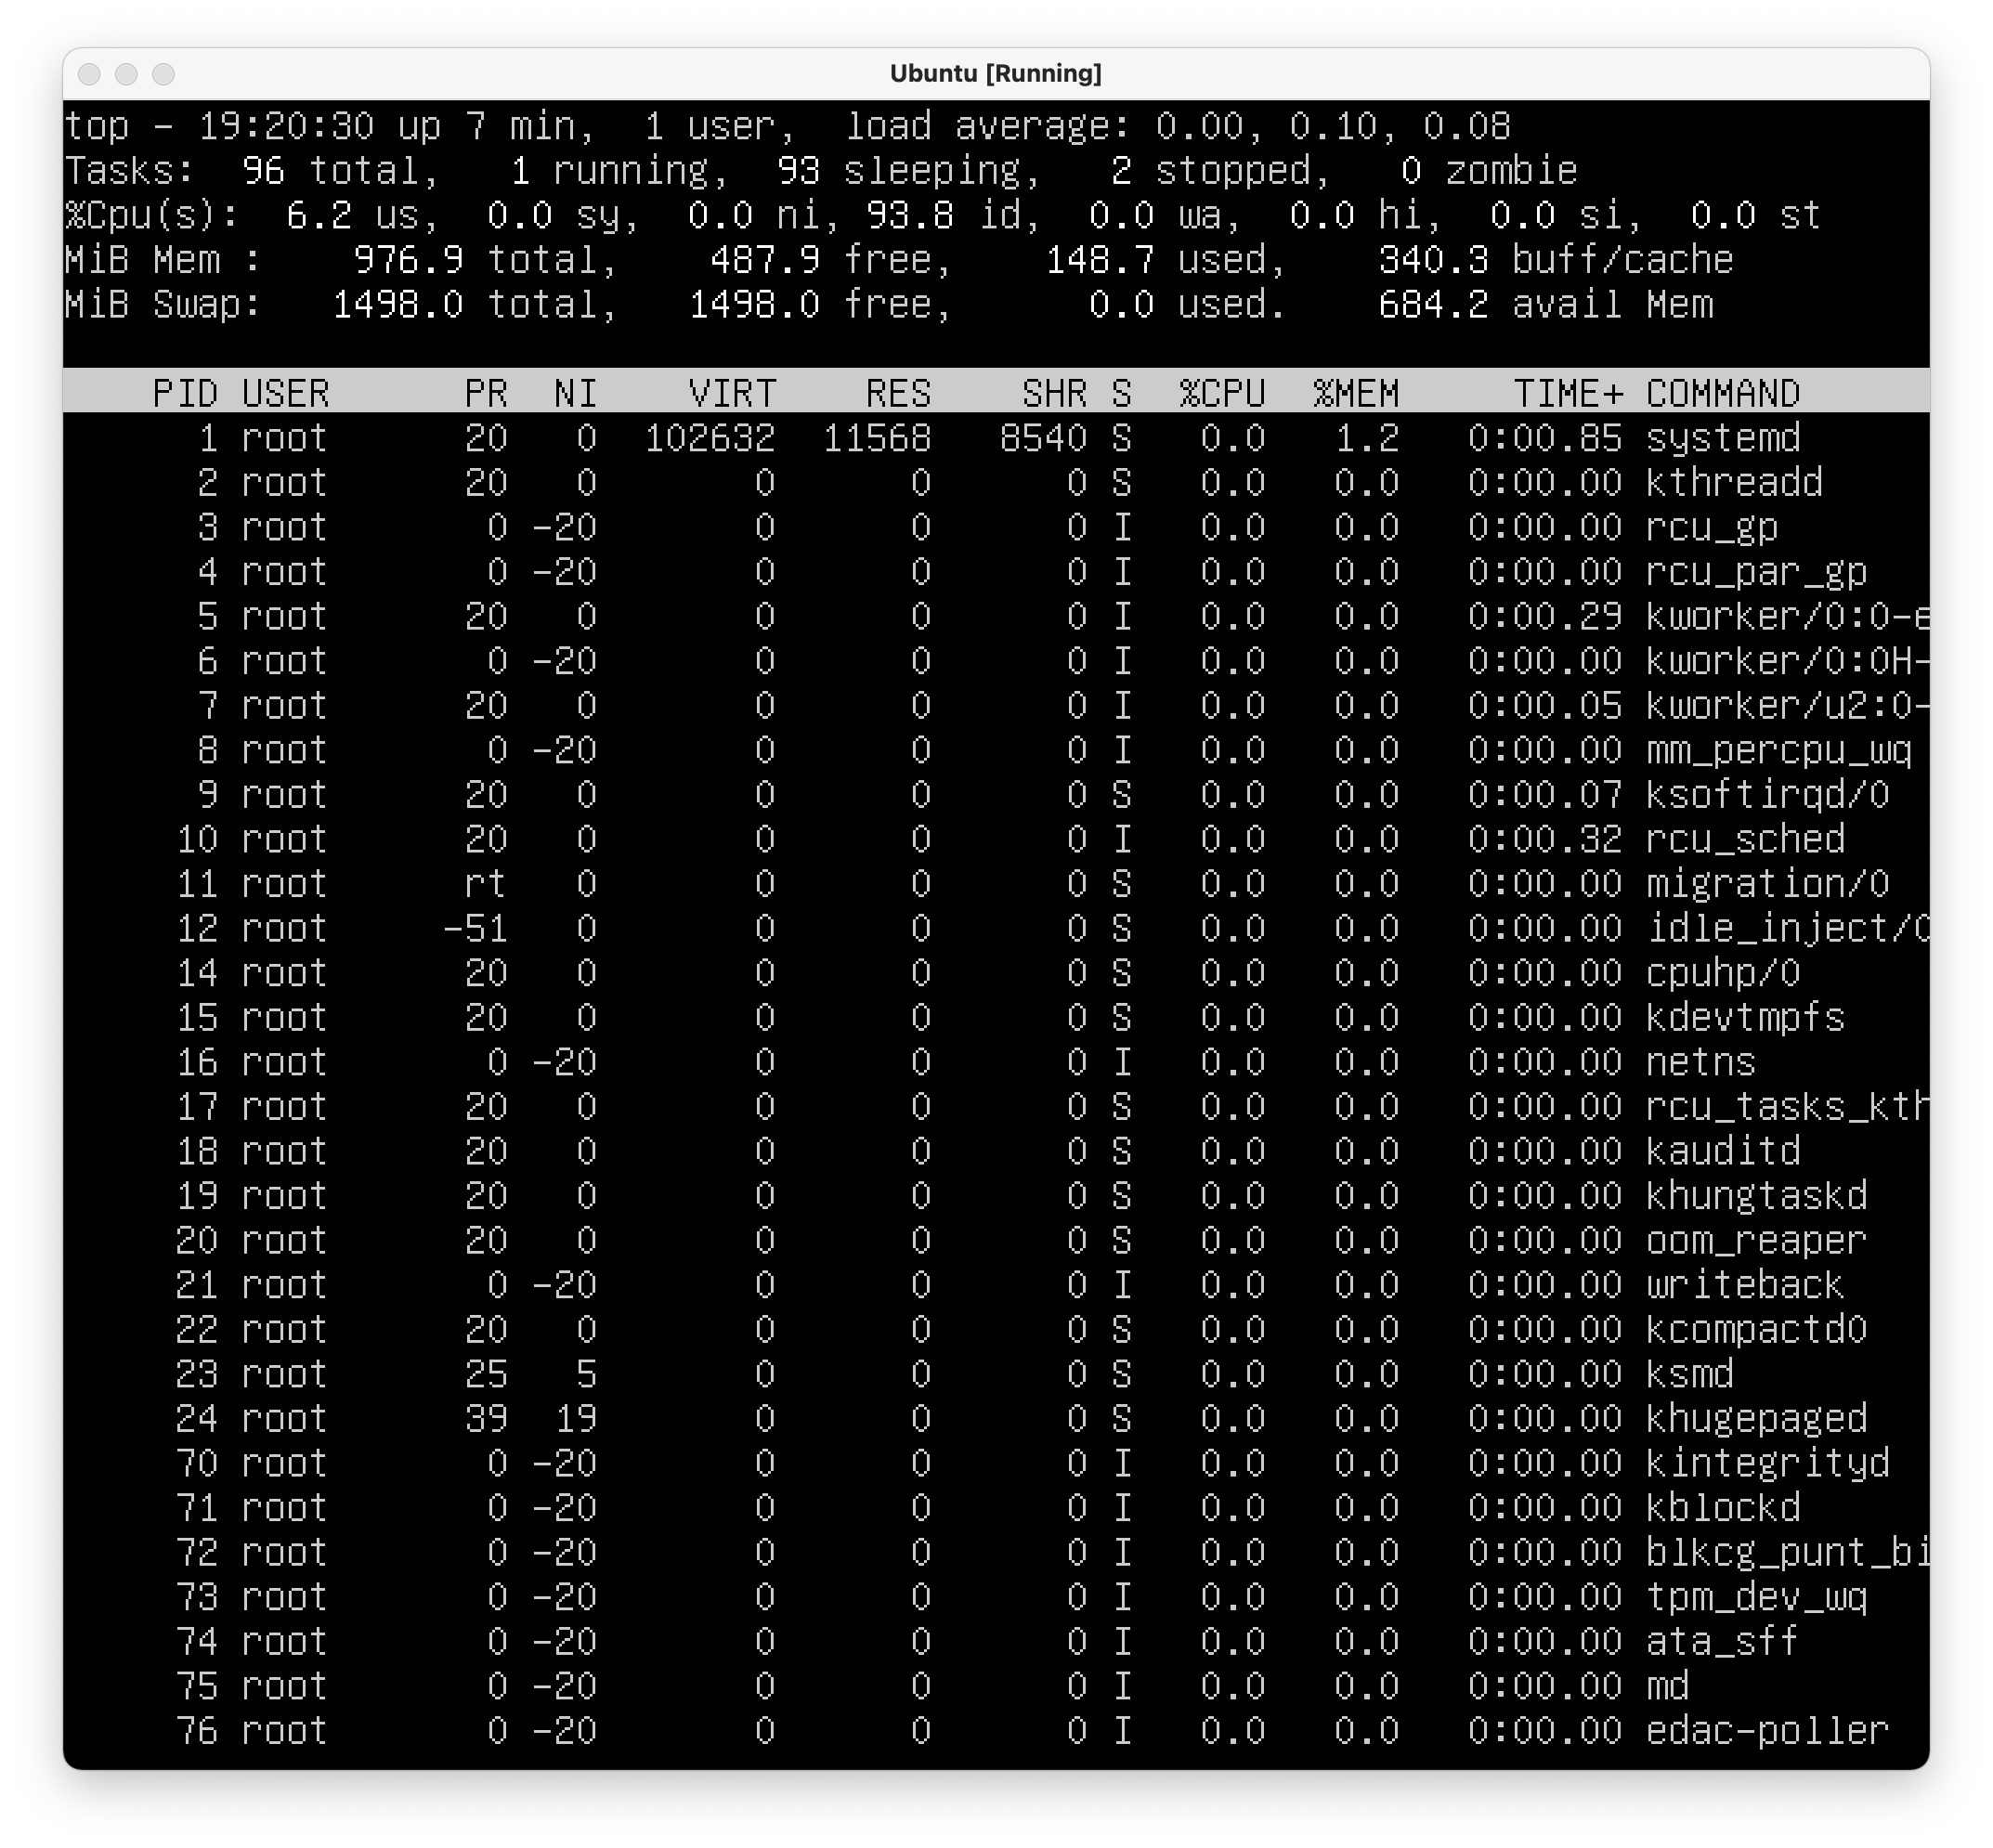 Ubuntu [Running]
top - 19:20:30 up 7 min,  1 user,  load average: 0.00, 0.10, 0.08
Tasks:  96 total,   1 running,  93 sleeping,   2 stopped,   0 zombie
%Cpu(s):  6.2 us,  0.0 sy,  0.0 ni, 93.8 id,  0.0 wa,  0.0 hi,  0.0 si,  0.0 st
MiB Mem :    976.9 total,    487.9 free,    148.7 used,    340.3 buff/cache
MiB Swap:   1498.0 total,   1498.0 free,      0.0 used.    684.2 avail Mem
PID USER      PR  NI    VIRT    RES    SHR S  %CPU  %MEM     TIME+ COMMAND
1 root      20   0  102632  11568   8540 S   0.0   1.2   0:00.85 systemd
2 root      20   0       0      0      0 S   0.0   0.0   0:00.00 kthreadd
3 root       0 -20       0      0      0 I   0.0   0.0   0:00.00 rcu_gp
4 root       0 -20       0      0      0 I   0.0   0.0   0:00.00 rcu_par_gp
5 root      20   0       0      0      0 I   0.0   0.0   0:00.29 kworker/0:0-e
6 root       0 -20       0      0      0 I   0.0   0.0   0:00.00 kworker/0:0H-
7 root      20   0       0      0      0 I   0.0   0.0   0:00.05 kworker/u2:0-
8 root       0 -20       0      0      0 I   0.0   0.0   0:00.00 mm_percpu_wq
9 root      20   0       0      0      0 S   0.0   0.0   0:00.07 ksoftirqd/0
10 root      20   0       0      0      0 I   0.0   0.0   0:00.32 rcu_sched
11 root      rt   0       0      0      0 S   0.0   0.0   0:00.00 migration/0
12 root     -51   0       0      0      0 S   0.0   0.0   0:00.00 idle_inject/0
14 root      20   0       0      0      0 S   0.0   0.0   0:00.00 cpuhp/0
15 root      20   0       0      0      0 S   0.0   0.0   0:00.00 kdevtmpfs
16 root       0 -20       0      0      0 I   0.0   0.0   0:00.00 netns
17 root      20   0       0      0      0 S   0.0   0.0   0:00.00 rcu_tasks_kth
18 root      20   0       0      0      0 S   0.0   0.0   0:00.00 kauditd
19 root      20   0       0      0      0 S   0.0   0.0   0:00.00 khungtaskd
20 root      20   0       0      0      0 S   0.0   0.0   0:00.00 oom_reaper
21 root       0 -20       0      0      0 I   0.0   0.0   0:00.00 writeback
22 root      20   0       0      0      0 S   0.0   0.0   0:00.00 kcompactd0
23 root      25   5       0      0      0 S   0.0   0.0   0:00.00 ksmd
24 root      39  19       0      0      0 S   0.0   0.0   0:00.00 khugepaged
70 root       0 -20       0      0      0 I   0.0   0.0   0:00.00 kintegrityd
71 root       0 -20       0      0      0 I   0.0   0.0   0:00.00 kblockd
72 root       0 -20       0      0      0 I   0.0   0.0   0:00.00 blkcg_punt_bi
73 root       0 -20       0      0      0 I   0.0   0.0   0:00.00 tpm_dev_wq
74 root       0 -20       0      0      0 I   0.0   0.0   0:00.00 ata_sff
75 root       0 -20       0      0      0 I   0.0   0.0   0:00.00 md
76 root       0 -20       0      0      0 I   0.0   0.0   0:00.00 edac-poller